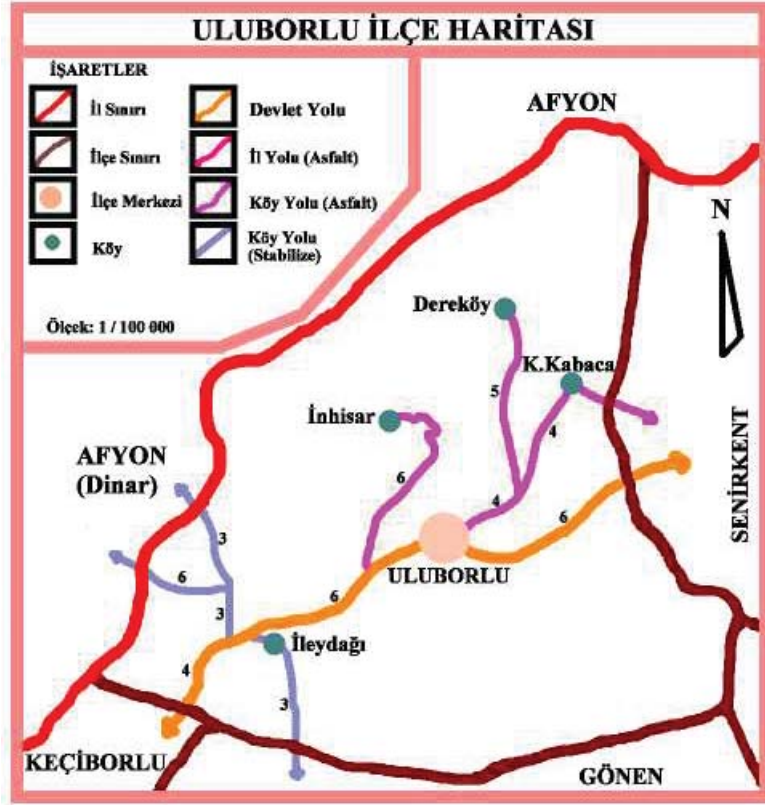 ULUBORLU İLÇE HARİTASI
İŞARETLER
İl Sınırı
Devlet Yolu
İlçe Sınırı
İl Yolu (Asfalt)
İlçe Merkezi
Köy Yolu (Asfalt)
Köy
Köy Yolu
(Stabilize)
Ölçek: 1 / 100 000
AFYON
N
Dereköy
K.Kabaca
5
4
İnhisar
6
AFYON
(Dinar)
SENİRKENT
4
6
3
ULUBORLU
6
6
3
İleydağı
4
3
KEÇİBORLU
GÖNEN